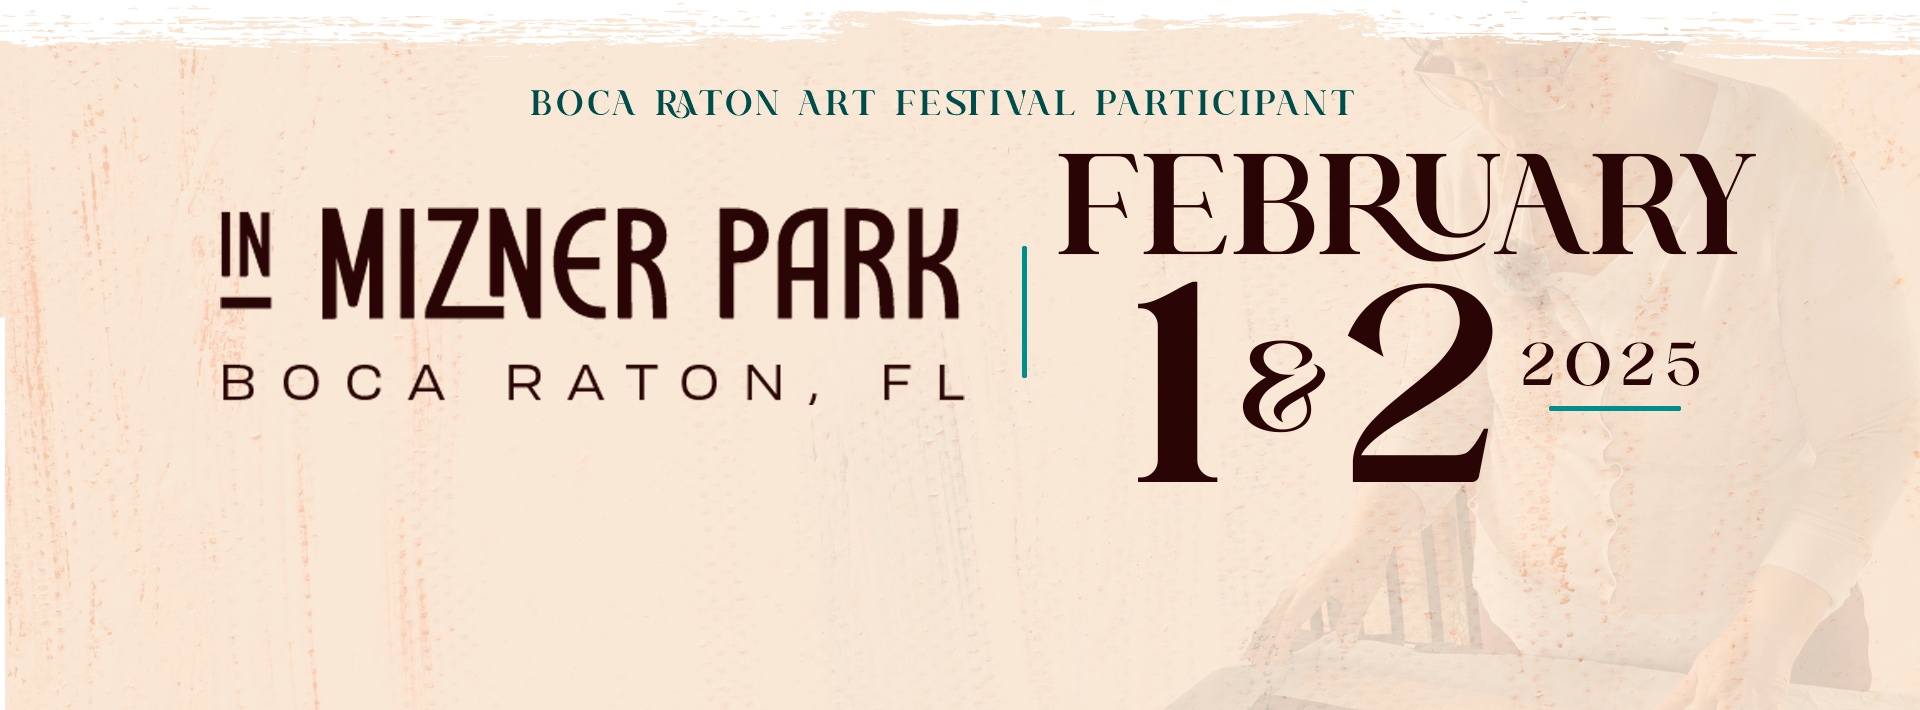 BOCA RATON ART FESTIVAL PARTICIPANT
IN MIZNER PARK
BOCA RATON, FL
FEBRUARY
1 & 2 2025